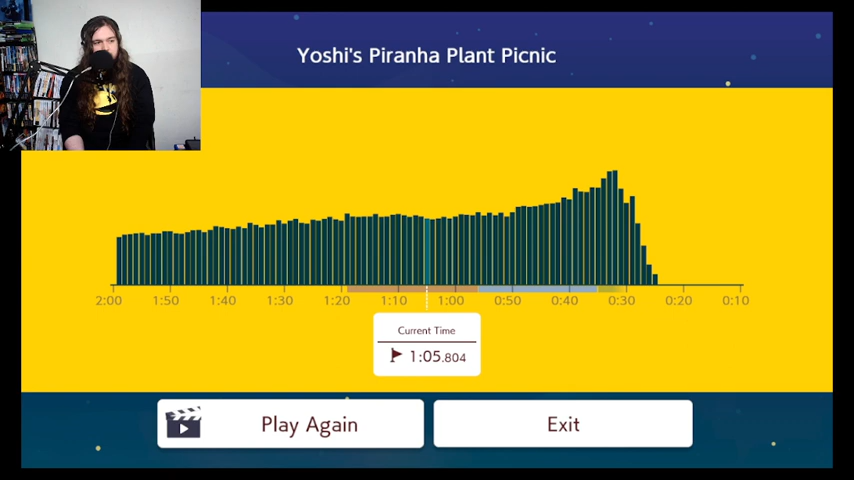 Yoshi's Piranha Plant Picnic
2:00 1:50 1:40 1:30 1:20 1:10 1:00 0:50 0:40 0:30 0:20 0:10
Current Time
1:05.804
Play Again
Exit